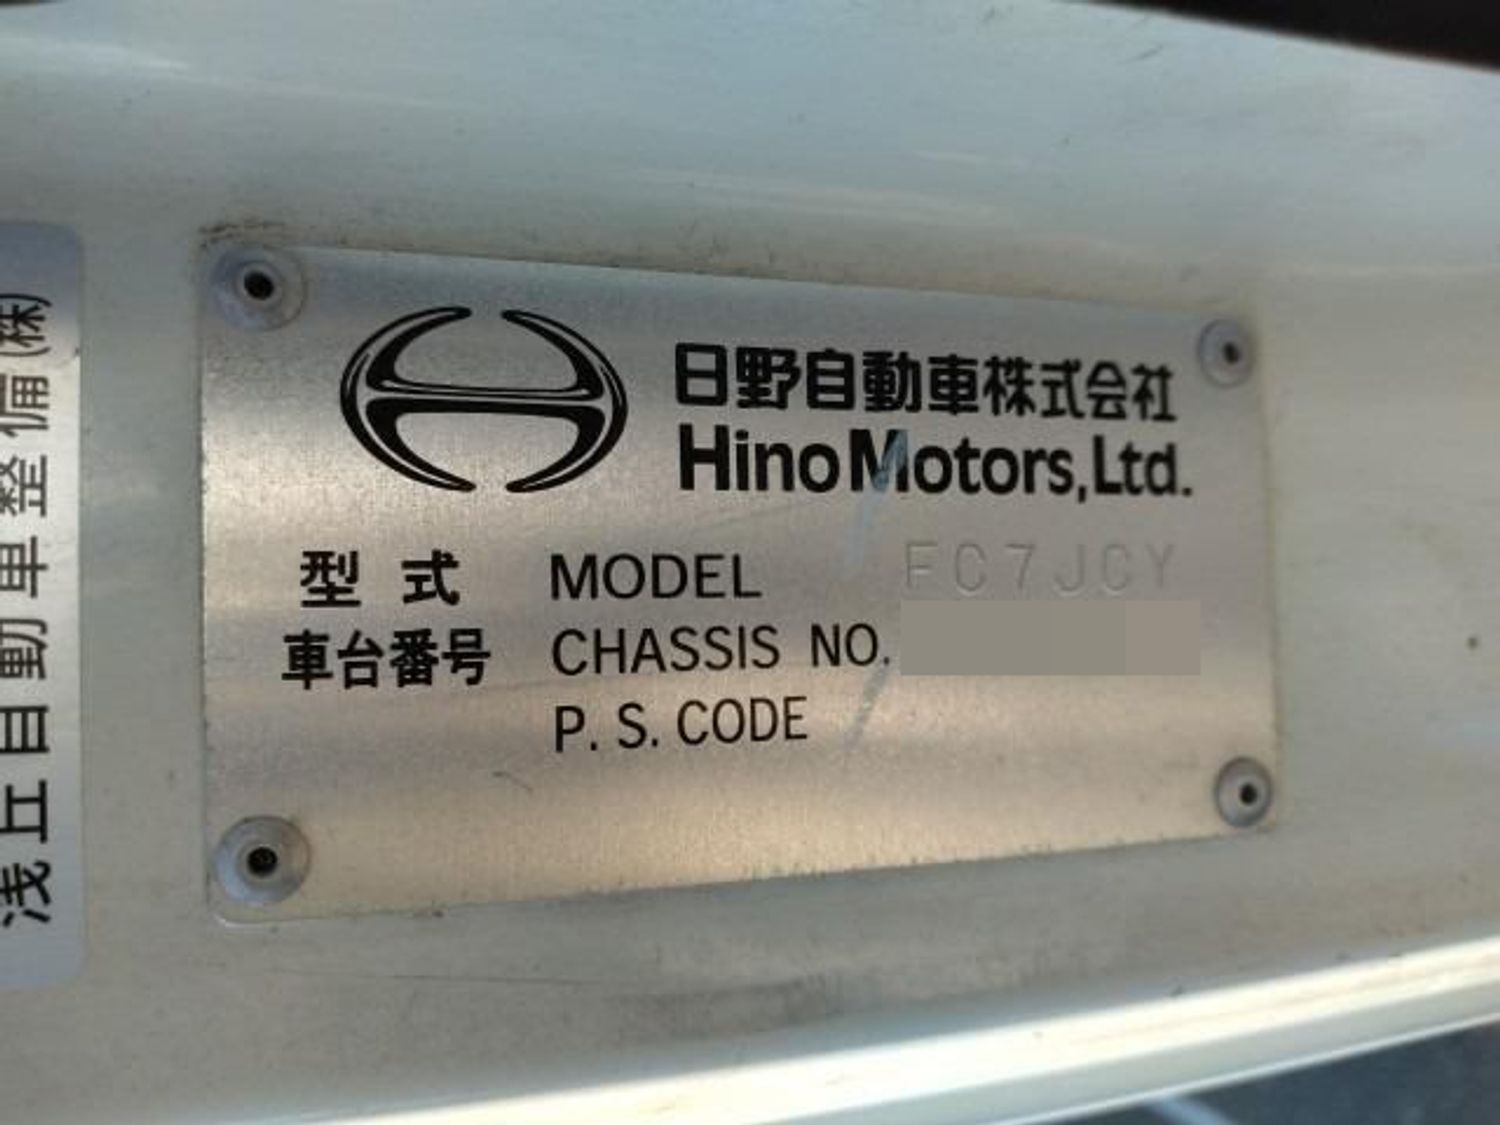 日野自動車株式会社
Hino Motors, Ltd.
型式 MODEL FC7JCY
車台番号 CHASSIS NO.
P. S. CODE
浅丘自動車整備(株)